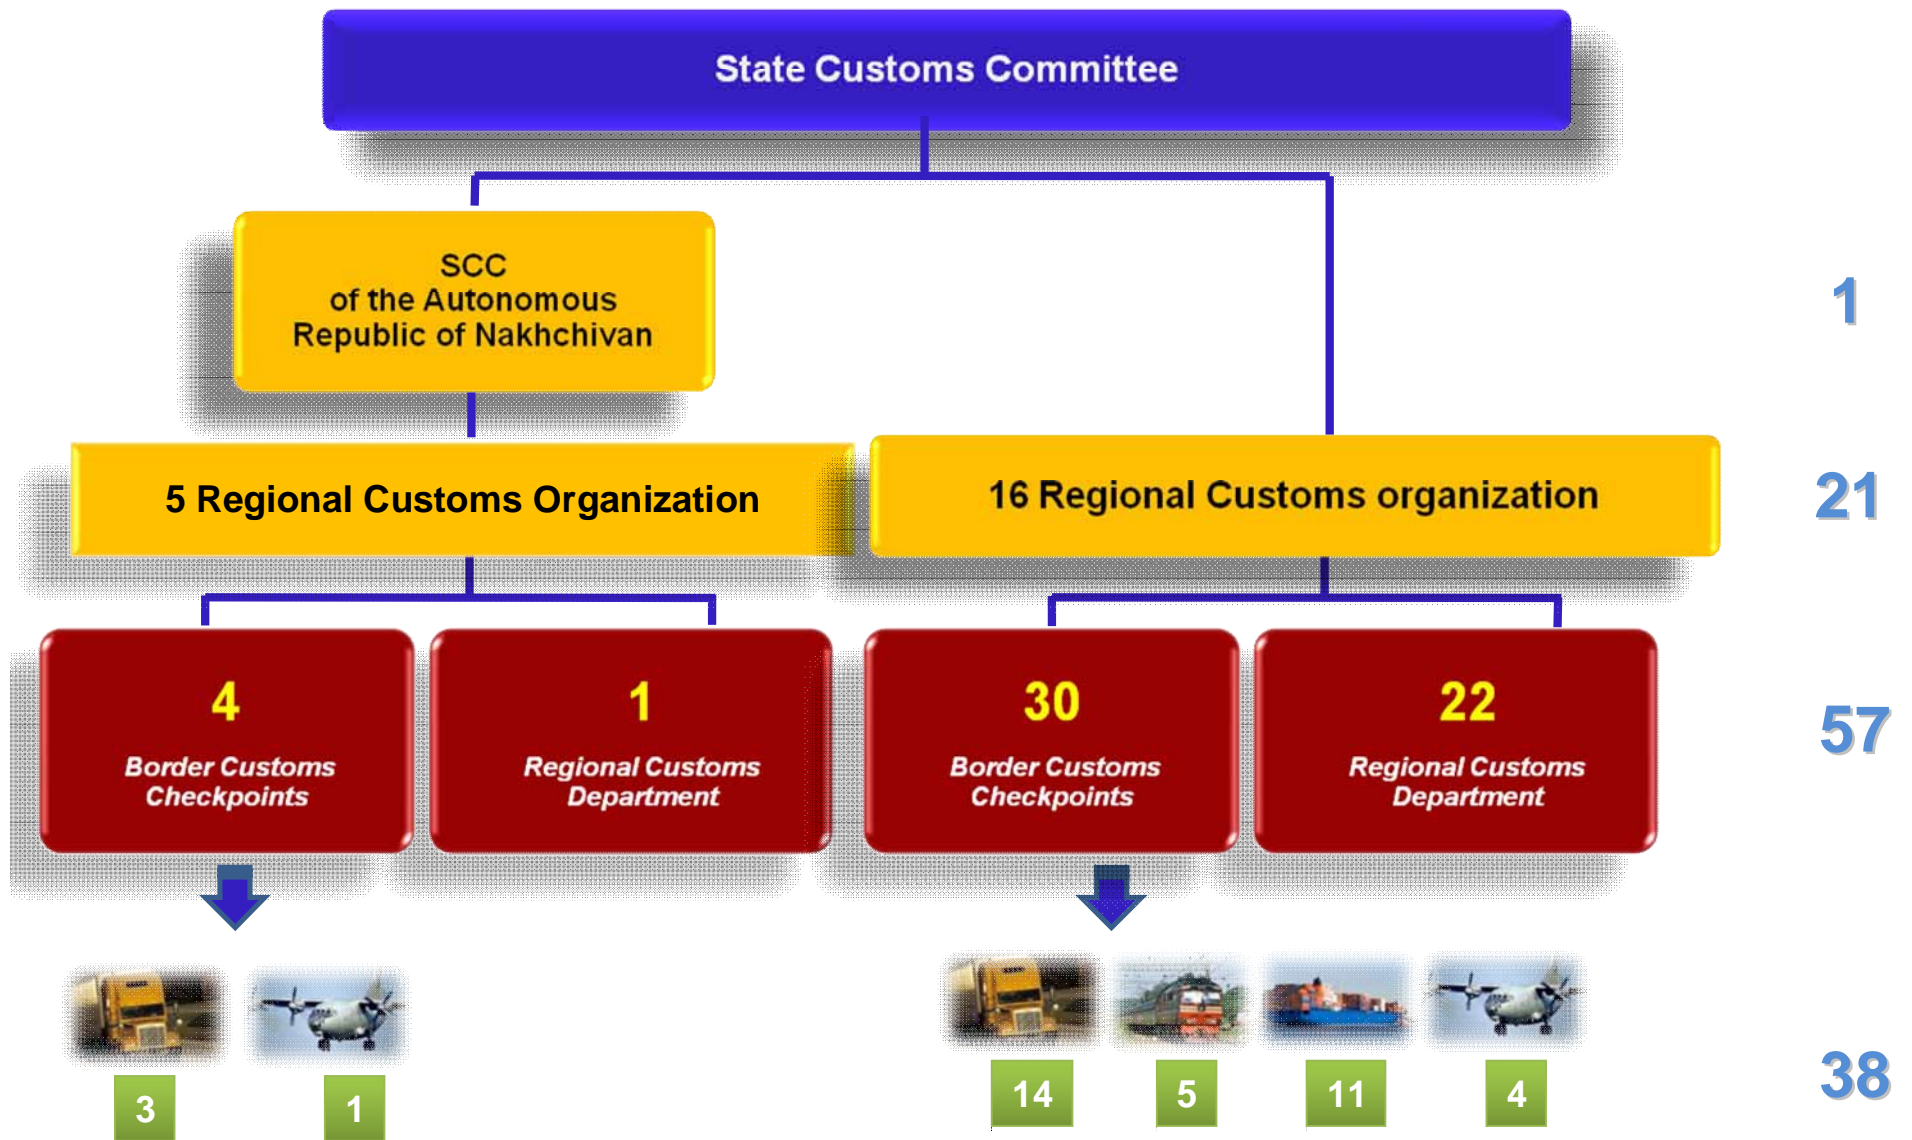 State Customs Committee
SCC
of the Autonomous
Republic of Nakhchivan
1
5 Regional Customs Organization
16 Regional Customs organization
21
4
Border Customs
Checkpoints
1
Regional Customs
Department
30
Border Customs
Checkpoints
22
Regional Customs
Department
57
3
1
14
5
11
4
38